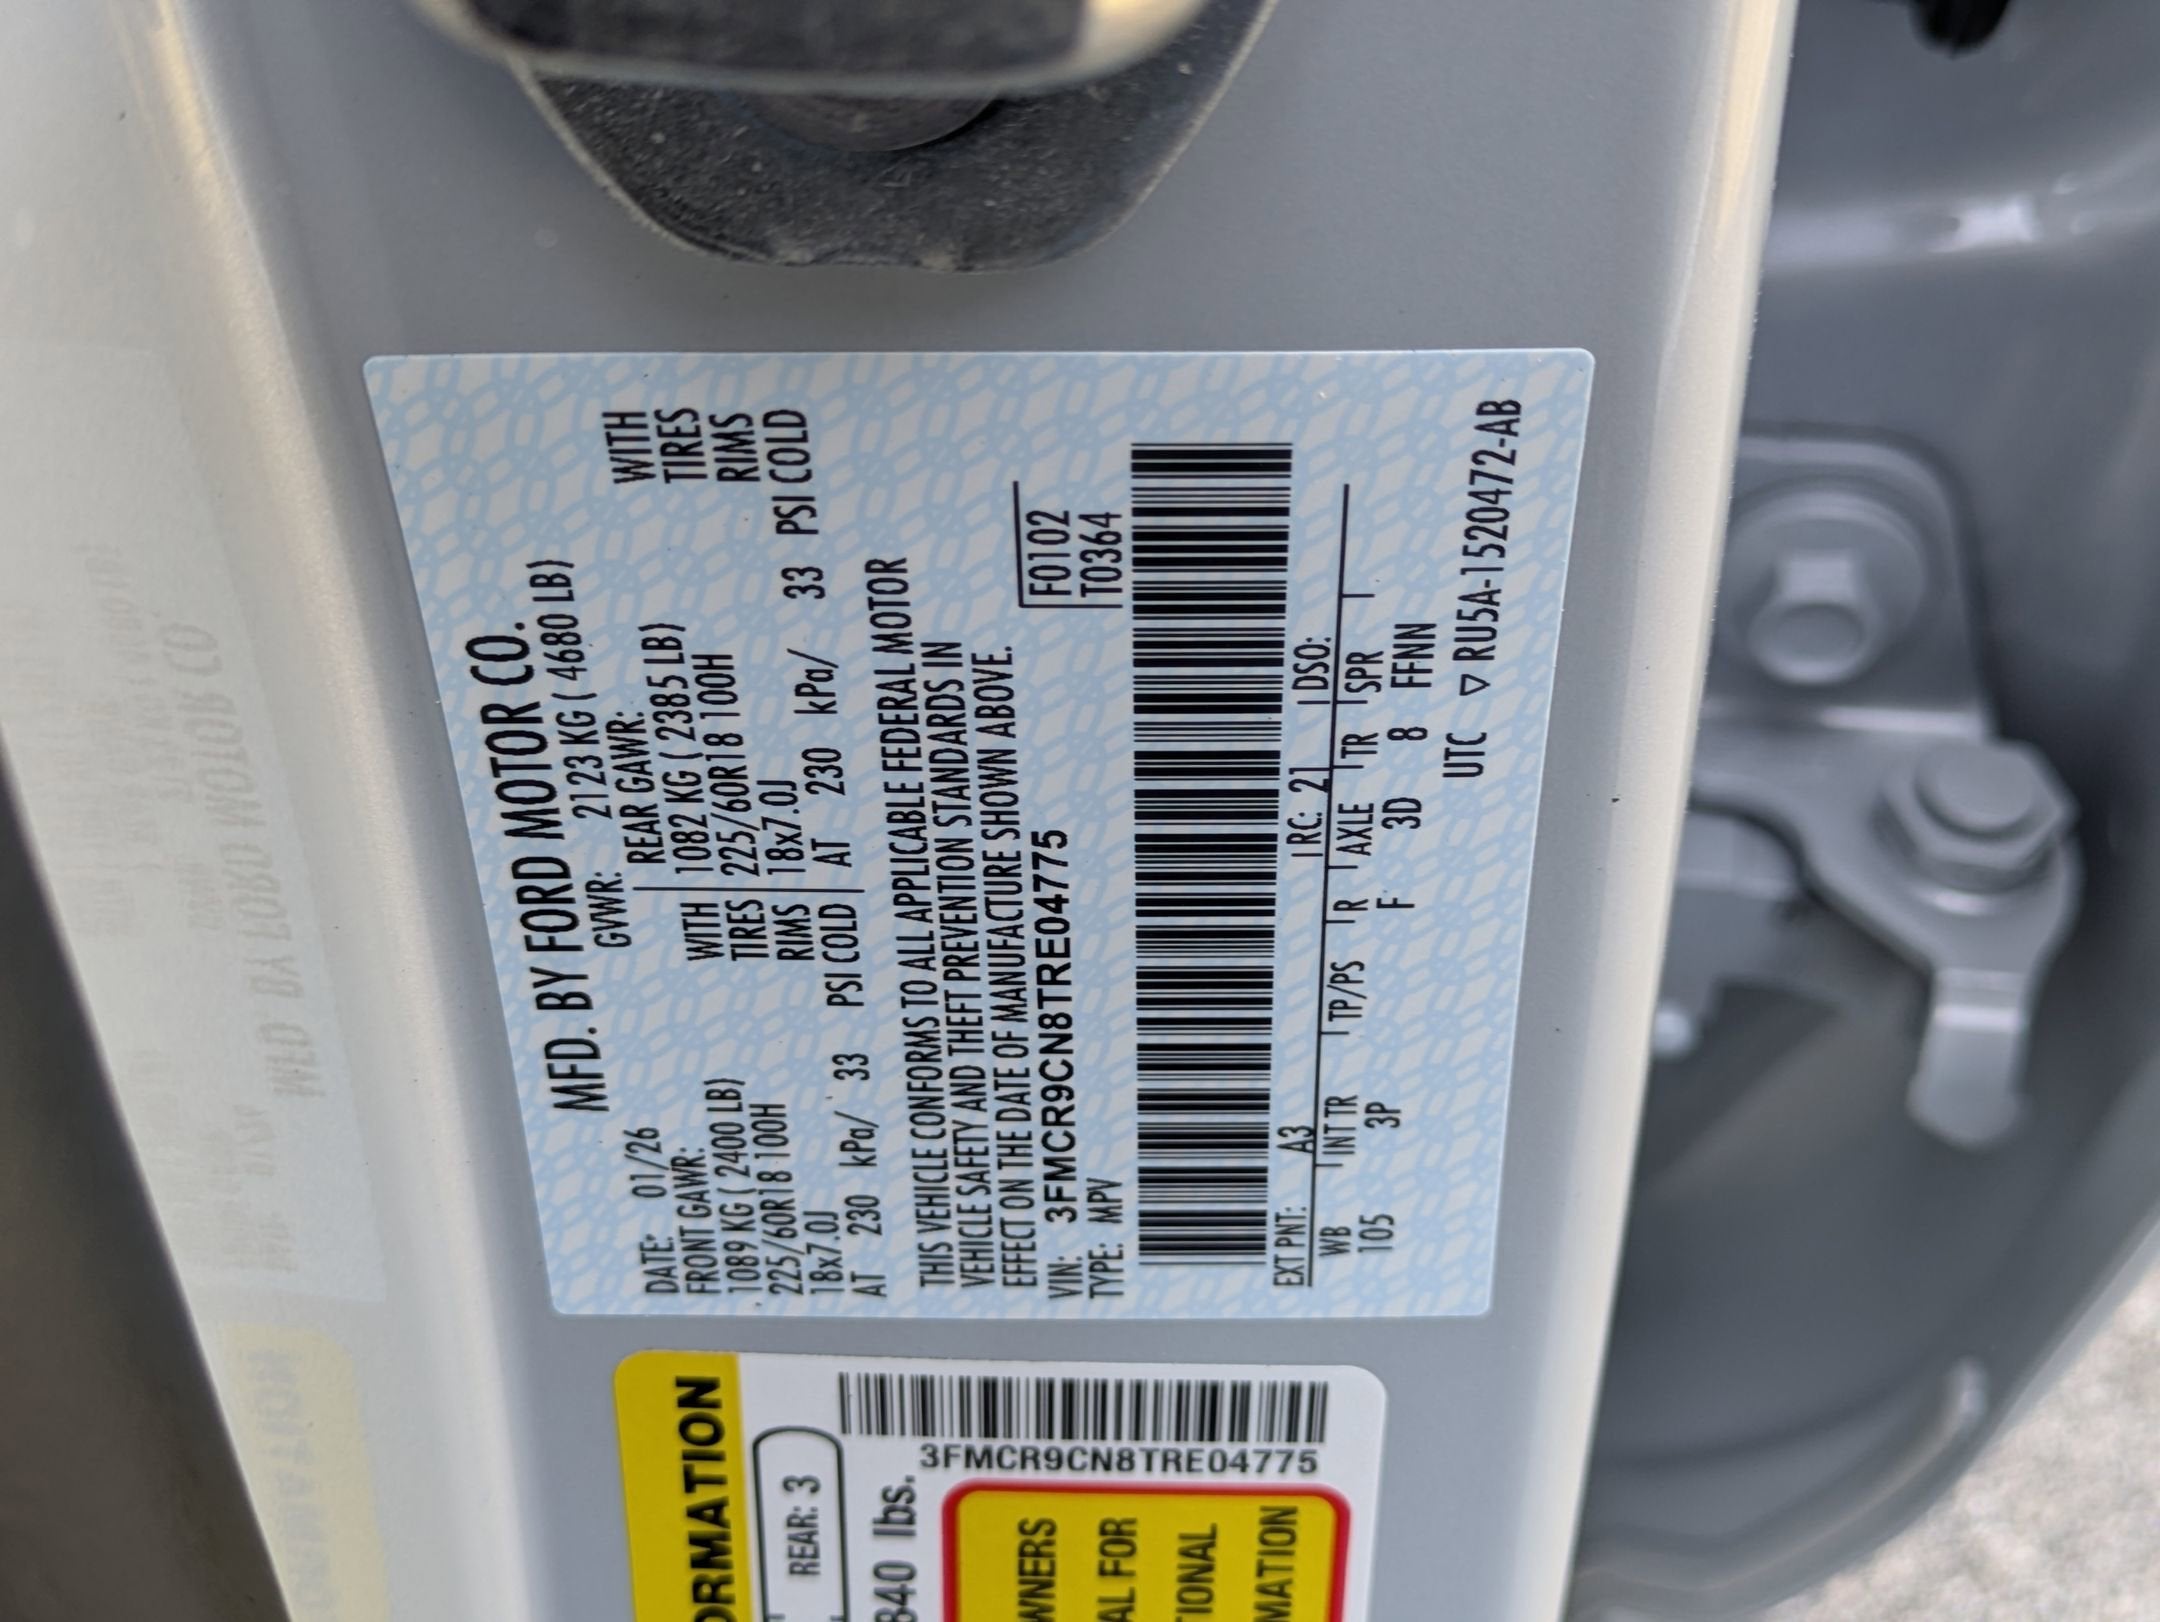 MFD. BY FORD MOTOR CO.
DATE: 01/26 GVWR: 2123 KG ( 4680 LB)
FRONT GAWR: REAR GAWR:
1089 KG ( 2400 LB) WITH 1082 KG ( 2385 LB) WITH
225/60R18 100H TIRES 225/60R18 100H TIRES
18x7.0J RIMS 18x7.0J RIMS
AT 230 kPa/ 33 PSI COLD AT 230 kPa/ 33 PSI COLD
THIS VEHICLE CONFORMS TO ALL APPLICABLE FEDERAL MOTOR
VEHICLE SAFETY AND THEFT PREVENTION STANDARDS IN
EFFECT ON THE DATE OF MANUFACTURE SHOWN ABOVE.
VIN: 3FMCR9CN8TRE04775 F0102
TYPE: MPV T0364
EXT PNT: A3 RC: 21 DSO:
WB INT TR TP/PS R AXLE TR SPR
105 3P F 3D 8 FFNN
UTC ▽ RU5A-1520472-AB
ORMATION
REAR: 3
840 lbs.
3FMCR9CN8TRE04775
WNERS
AL FOR
TIONAL
MATION